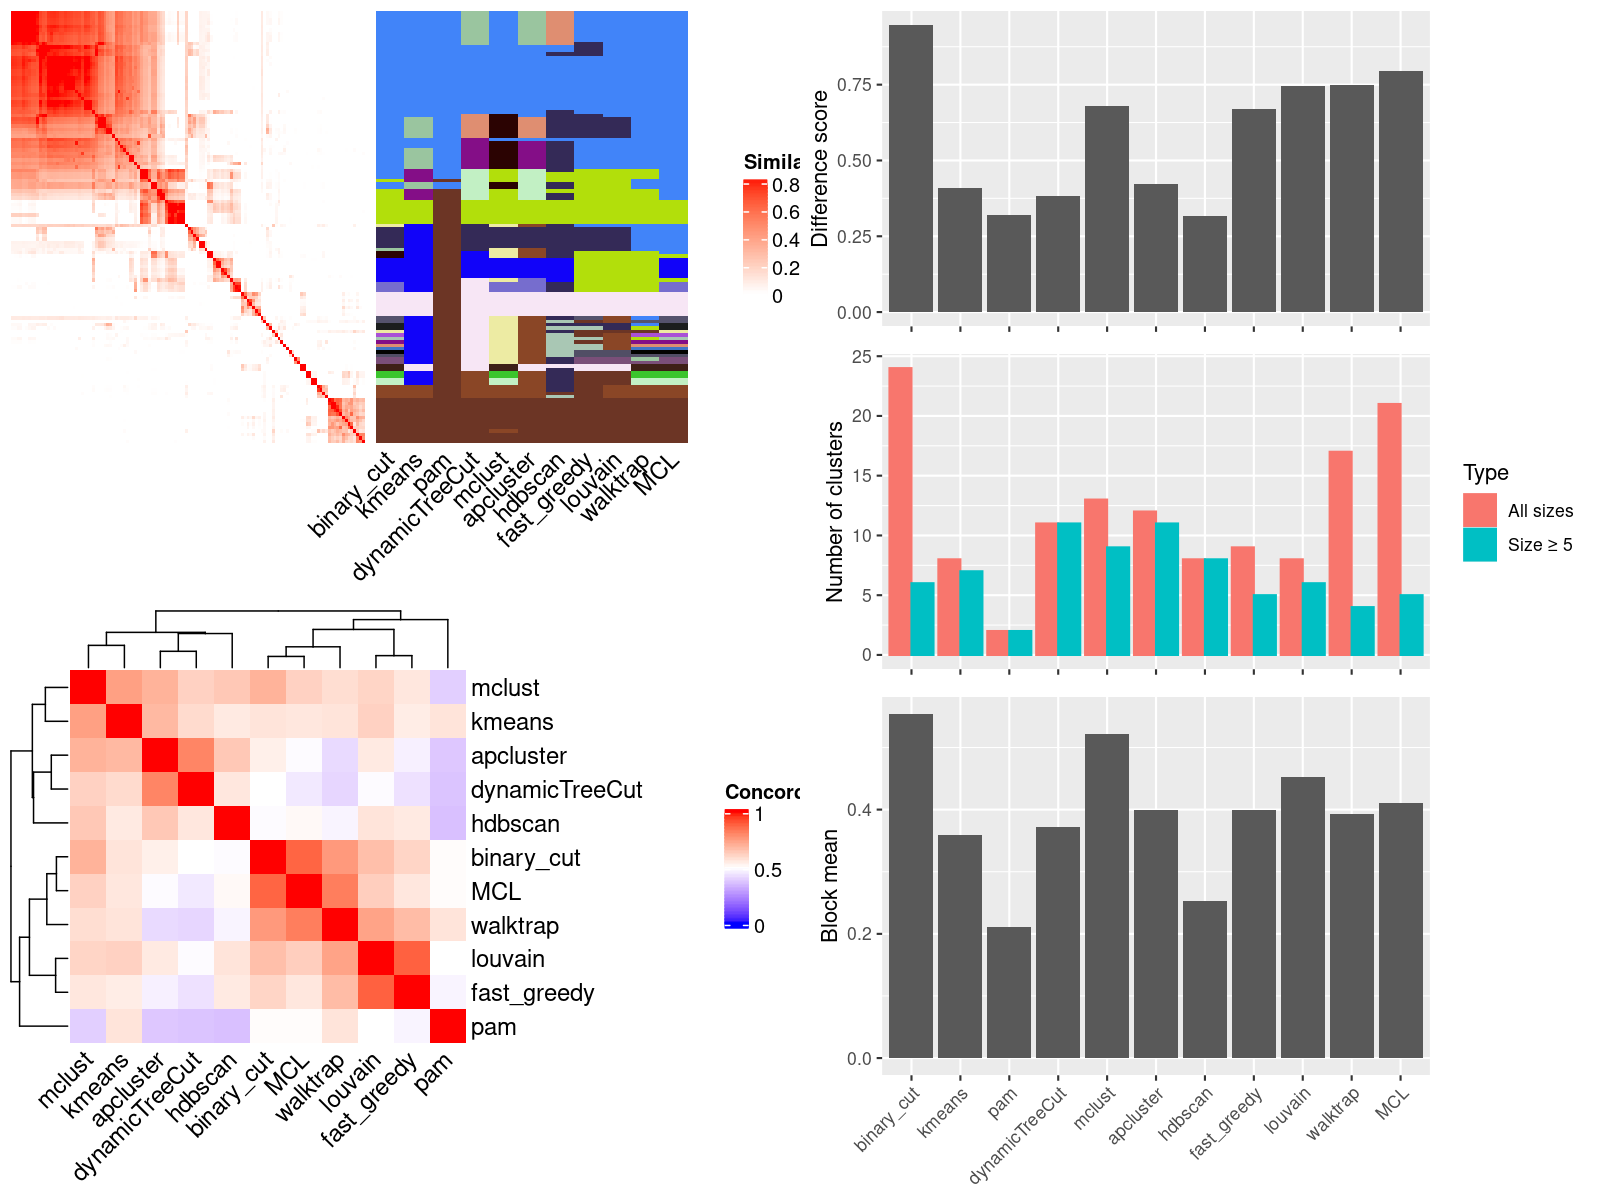 Simila
0.8
0.6
0.4
0.2
0
binary_cut
kmeans
pam
dynamicTreeCut
mclust
apcluster
hdbscan
fast_greedy
louvain
walktrap
MCL
mclust
kmeans
apcluster
dynamicTreeCut
hdbscan
binary_cut
MCL
walktrap
louvain
fast_greedy
pam
mclust
kmeans
apcluster
dynamicTreeCut
hdbscan
binary_cut
MCL
walktrap
louvain
fast_greedy
pam
Concord
1
0.5
0
Difference score
0.75
0.50
0.25
0.00
Number of clusters
25
20
15
10
5
0
Type
All sizes
Size ≥ 5
Block mean
0.4
0.2
0.0
binary_cut
kmeans
pam
dynamicTreeCut
mclust
apcluster
hdbscan
fast_greedy
louvain
walktrap
MCL